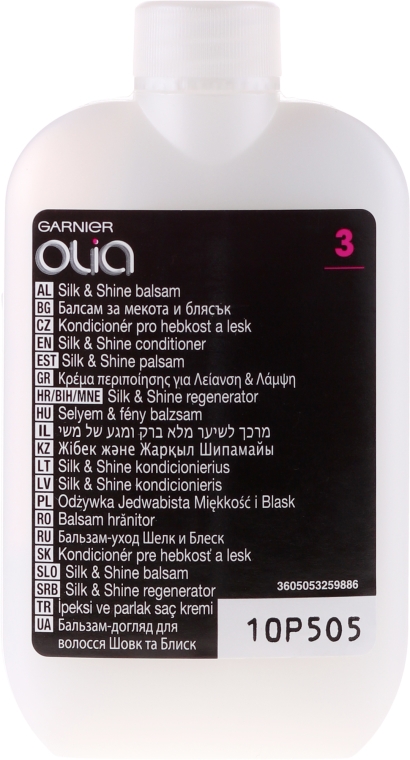 GARNIER
OLIA
3
AL Silk & Shine balsam
BG Балсам за мекота и блясък
CZ Kondicionér pro hebkost a lesk
EN Silk & Shine conditioner
EST Silk & Shine palsam
GR Κρέμα περιποίησης για Λείανση & Λάμψη
HR/BIH/MNE Silk & Shine regenerator
HU Selyem & fény balzsam
IL מרכך לשיער מלא ברק ומגע של משי
KZ Жібек және Жарқыл Шипамайы
LT Silk & Shine kondicionierius
LV Silk & Shine kondicionieris
PL Odżywka Jedwabista Miękkość i Blask
RO Balsam hrănitor
RU Бальзам-уход Шелк и Блеск
SK Kondicionér pre hebkosť a lesk
SLO Silk & Shine balsam
SRB Silk & Shine regenerator
TR İpeksi ve parlak saç kremi
UA Бальзам-догляд для
волосся Шовк та Блиск
3605053259886
10P505